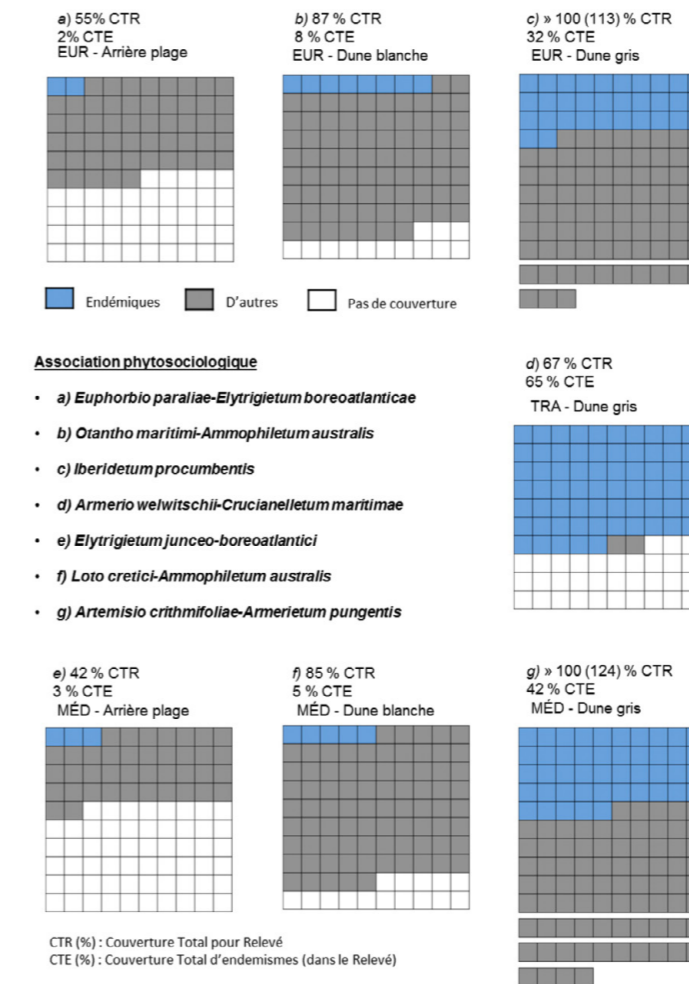 a) 55% CTR
2% CTE
EUR - Arrière plage
b) 87 % CTR
8 % CTE
EUR - Dune blanche
c) » 100 (113) % CTR
32 % CTE
EUR - Dune gris
Endémiques
D'autres
Pas de couverture
Association phytosociologique
• a) Euphorbio paraliae-Elytrigietum boreoatlanticae
• b) Otantho maritimi-Ammophiletum australis
• c) Iberidetum procumbentis
• d) Armerio welwitschii-Crucianelletum maritimae
• e) Elytrigietum junceo-boreoatlantici
• f) Loto cretici-Ammophiletum australis
• g) Artemisio crithmifoliae-Armerietum pungentis
d) 67 % CTR
65 % CTE
TRA - Dune gris
e) 42 % CTR
3 % CTE
MÉD - Arrière plage
f) 85 % CTR
5 % CTE
MÉD - Dune blanche
g) » 100 (124) % CTR
42 % CTE
MÉD - Dune gris
CTR (%) : Couverture Total pour Relevé
CTE (%) : Couverture Total d'endemismes (dans le Relevé)